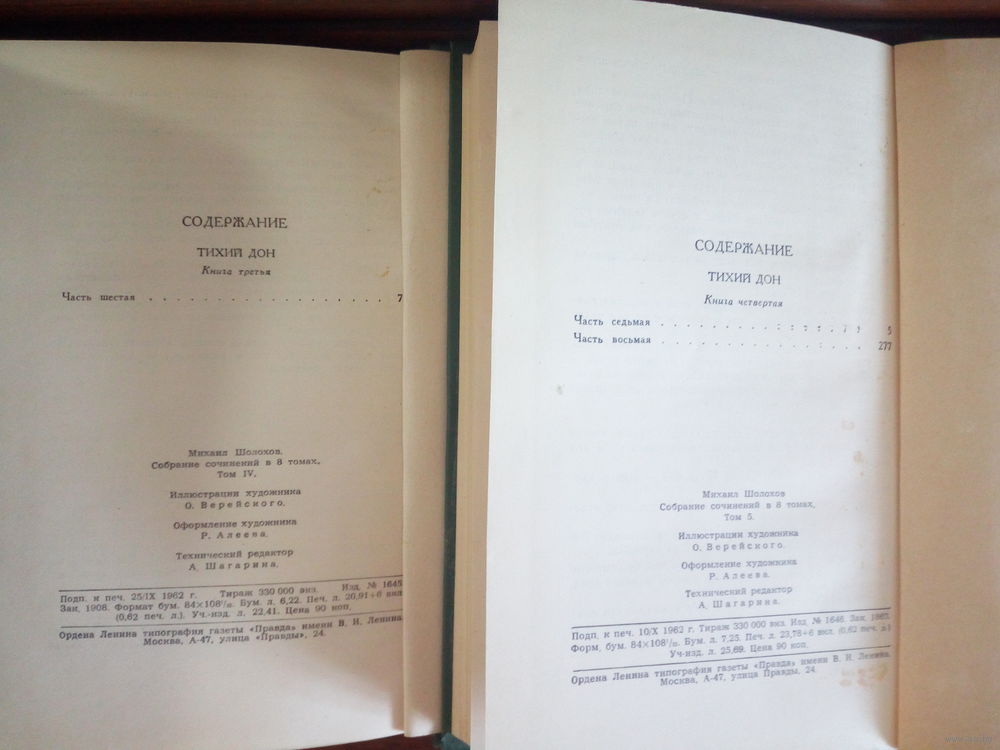 СОДЕРЖАНИЕ
ТИХИЙ ДОН
Книга третья
Часть шестая . . . . . . . . . . . . . . . . . . 7
Михаил Шолохов.
Собрание сочинений в 8 томах.
Том IV.
Иллюстрации художника
О. Верейского.
Оформление художника
Р. Алеева.
Технический редактор
А. Шагарина.
Подп. к печ. 25/IX 1962 г. Тираж 330 000 экз. Изд. № 1645.
Зак. 1908. Формат бум. 84×108¹/₃₂. Бум. л. 6,22. Печ. л. 20,91+6 вкл.
(0,62 печ. л.). Уч.-изд. л. 22,41. Цена 90 коп.
Ордена Ленина типография газеты «Правда» имени В. И. Ленина.
Москва, А-47, улица «Правды», 24.
СОДЕРЖАНИЕ
ТИХИЙ ДОН
Книга четвертая
Часть седьмая . . . . . . . . . . . . . . . 5
Часть восьмая . . . . . . . . . . . . . . . 277
Михаил Шолохов
Собрание сочинений в 8 томах,
Том 5.
Иллюстрации художника
О. Верейского.
Оформление художника
Р. Алеева.
Технический редактор
А. Шагарина.
Подп. к печ. 10/X 1962 г. Тираж 330 000 экз. Изд. № 1646. Зак.
Форм. бум. 84×108¹/₃₂. Бум. л. 7,25. Печ. л. 23,78+6 вкл. (0,62 печ. л.)
Уч-изд. л. 25,69. Цена 90 коп.
Ордена Ленина типография газеты «Правда» имени В. И. Ленина.
Москва, А-47, улица Правды, 24.